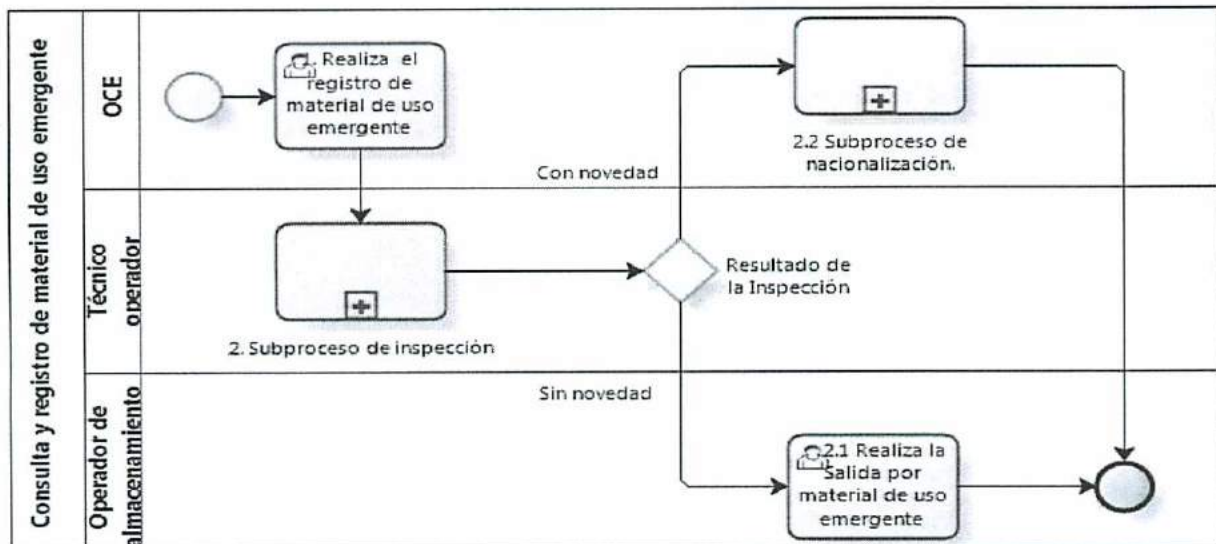 Consulta y registro de material de uso emergente
OCE
. Realiza el
registro de
material de uso
emergente
2.2 Subproceso de
nacionalización.
Con novedad
Técnico
operador
Resultado de
la Inspección
2. Subproceso de inspección
Operador de
almacenamiento
Sin novedad
2.1 Realiza la
Salida por
material de uso
emergente